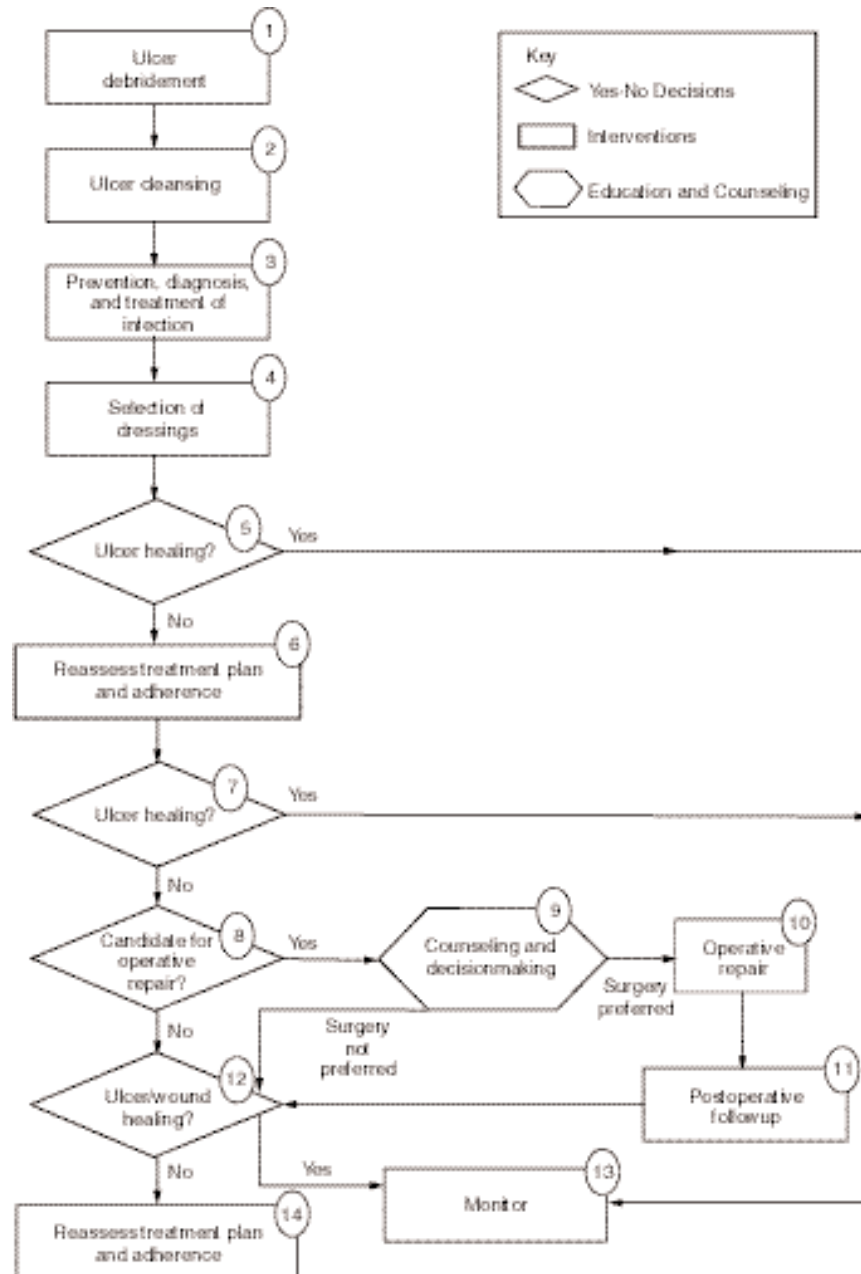 1
Ulcer
debridement
Key
Yes-No Decisions
Interventions
Education and Counseling
2
Ulcer cleansing
3
Prevention, diagnosis,
and treatment of
infection
4
Selection of
dressings
5
Ulcer healing?
Yes
No
6
Reassess treatment plan
and adherence
7
Ulcer healing?
Yes
No
8
Candidate for
operative
repair?
Yes
9
Counseling and
decisionmaking
10
Operative
repair
Surgery
preferred
No
Surgery
not
preferred
11
Postoperative
followup
12
Ulcer/wound
healing?
No
Yes
13
Monitor
14
Reassess treatment plan
and adherence